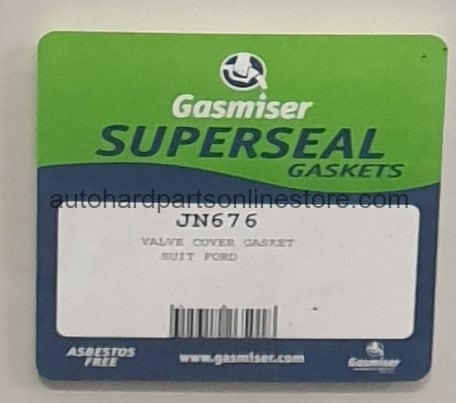 Gasmiser
SUPERSEAL
GASKETS
autohardpartsonlinestore.com
JN676
VALVE COVER GASKET
SUIT FORD
ASBESTOS
FREE
www.gasmiser.com
Gasmiser